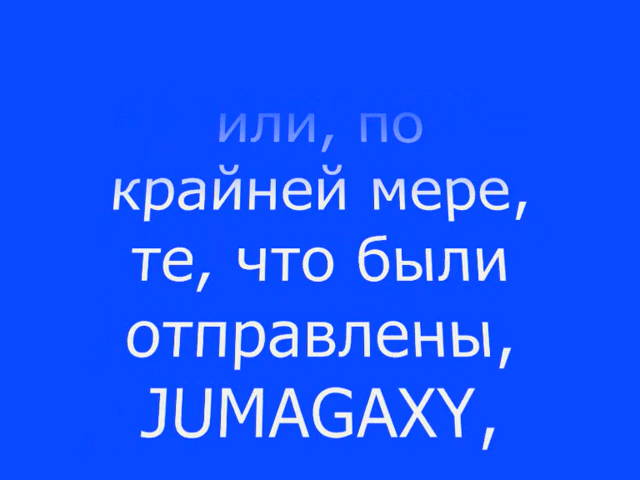 или, по
крайней мере,
те, что были
отправлены,
JUMAGAXY,